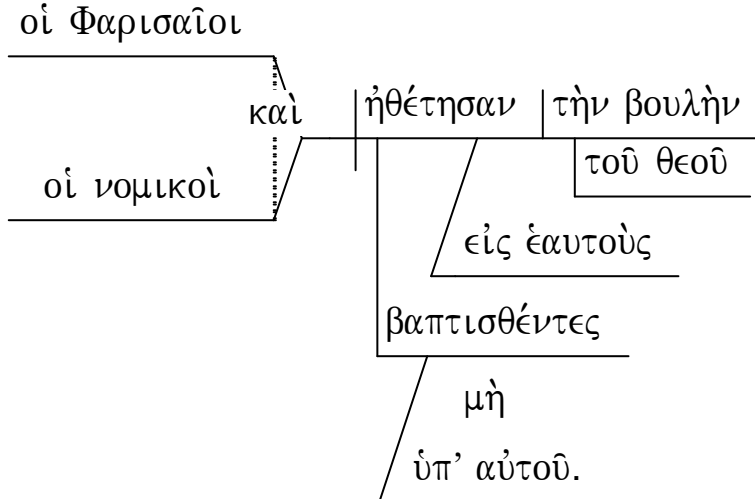 οἱ Φαρισαῖοι
καὶ
ἠθέτησαν τὴν βουλὴν
οἱ νομικοὶ
τοῦ θεοῦ
εἰς ἑαυτοὺς
βαπτισθέντες
μὴ
ὑπ’ αὐτοῦ.